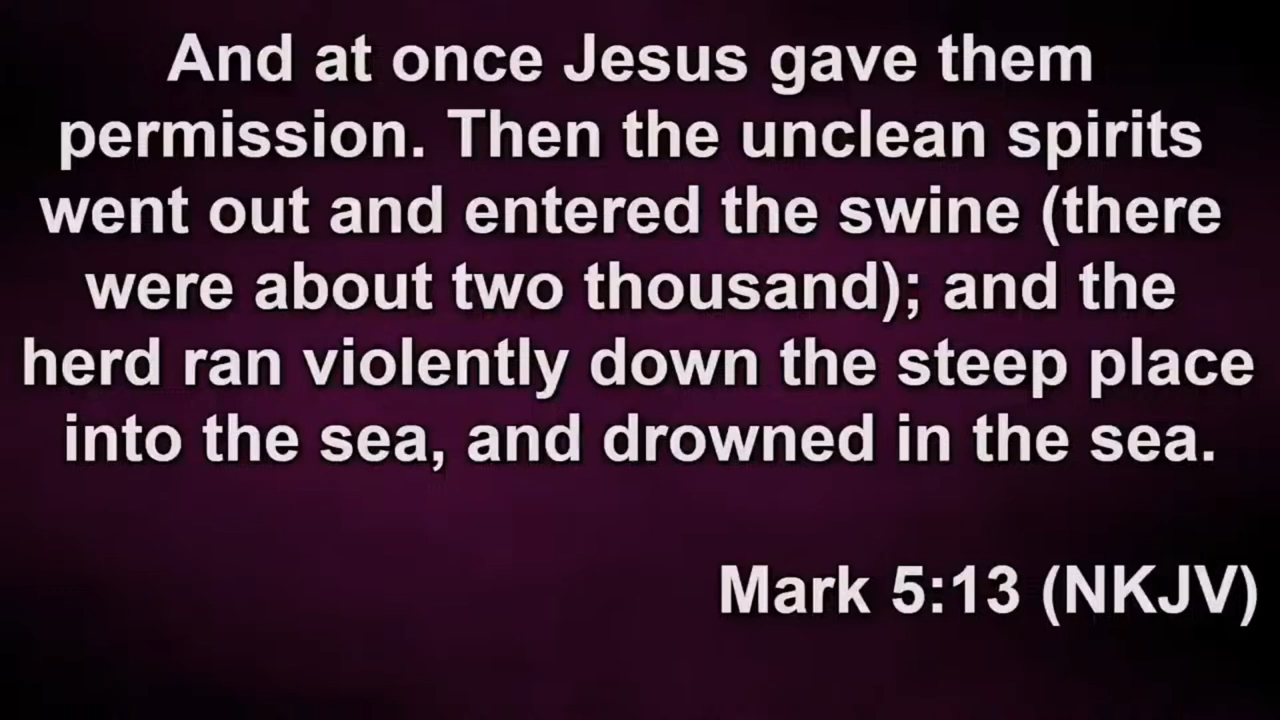 And at once Jesus gave them
permission. Then the unclean spirits
went out and entered the swine (there
were about two thousand); and the
herd ran violently down the steep place
into the sea, and drowned in the sea.
Mark 5:13 (NKJV)